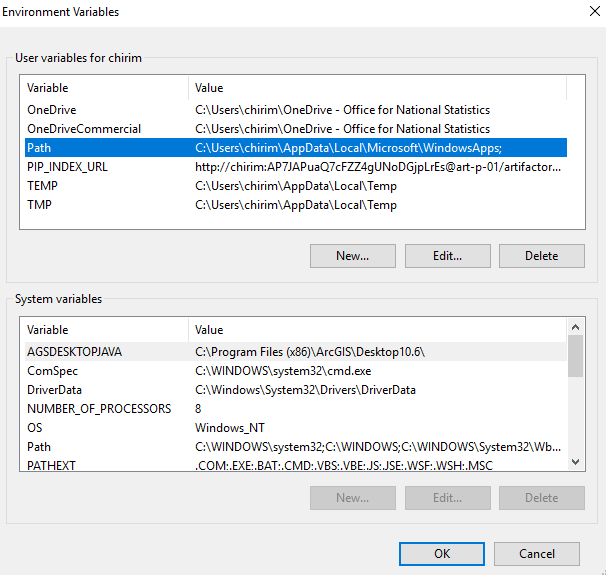 Environment Variables
User variables for chirim
Variable Value
OneDrive C:\Users\chirim\OneDrive - Office for National Statistics
OneDriveCommercial C:\Users\chirim\OneDrive - Office for National Statistics
Path C:\Users\chirim\AppData\Local\Microsoft\WindowsApps;
PIP_INDEX_URL http://chirim:AP7JAPuaQ7cFZZ4gUNoDGjpLrEs@art-p-01/artifactor...
TEMP C:\Users\chirim\AppData\Local\Temp
TMP C:\Users\chirim\AppData\Local\Temp
New... Edit... Delete
System variables
Variable Value
AGSDESKTOPJAVA C:\Program Files (x86)\ArcGIS\Desktop10.6\
ComSpec C:\WINDOWS\system32\cmd.exe
DriverData C:\Windows\System32\Drivers\DriverData
NUMBER_OF_PROCESSORS 8
OS Windows_NT
Path C:\WINDOWS\system32;C:\WINDOWS;C:\WINDOWS\System32\Wb...
PATHEXT .COM;.EXE;.BAT;.CMD;.VBS;.VBE;.JS;.JSE;.WSF;.WSH;.MSC
New... Edit... Delete
OK Cancel